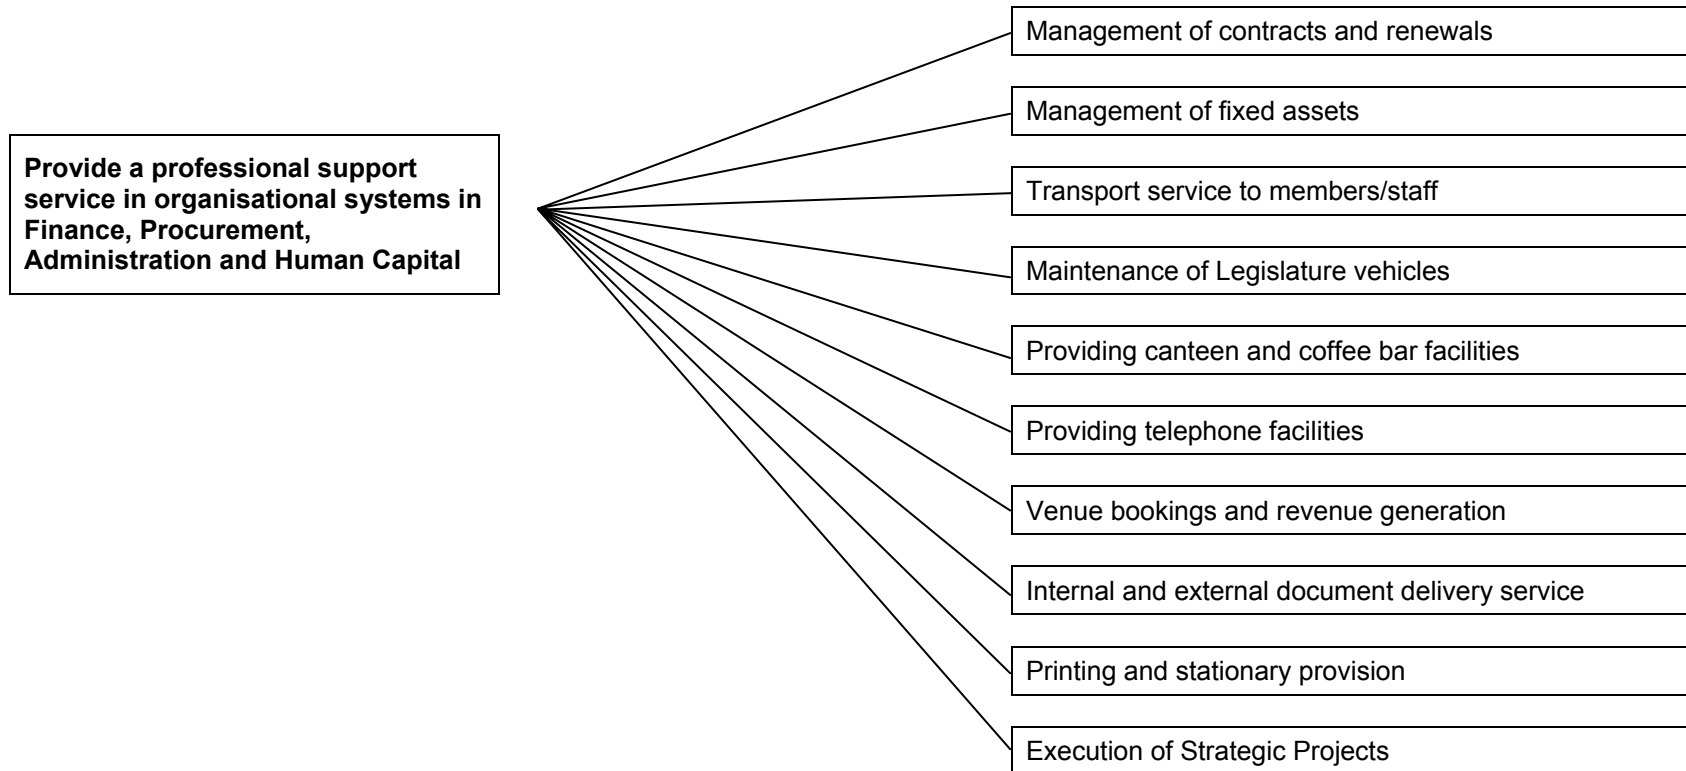 Provide a professional support
service in organisational systems in
Finance, Procurement,
Administration and Human Capital
Management of contracts and renewals
Management of fixed assets
Transport service to members/staff
Maintenance of Legislature vehicles
Providing canteen and coffee bar facilities
Providing telephone facilities
Venue bookings and revenue generation
Internal and external document delivery service
Printing and stationary provision
Execution of Strategic Projects